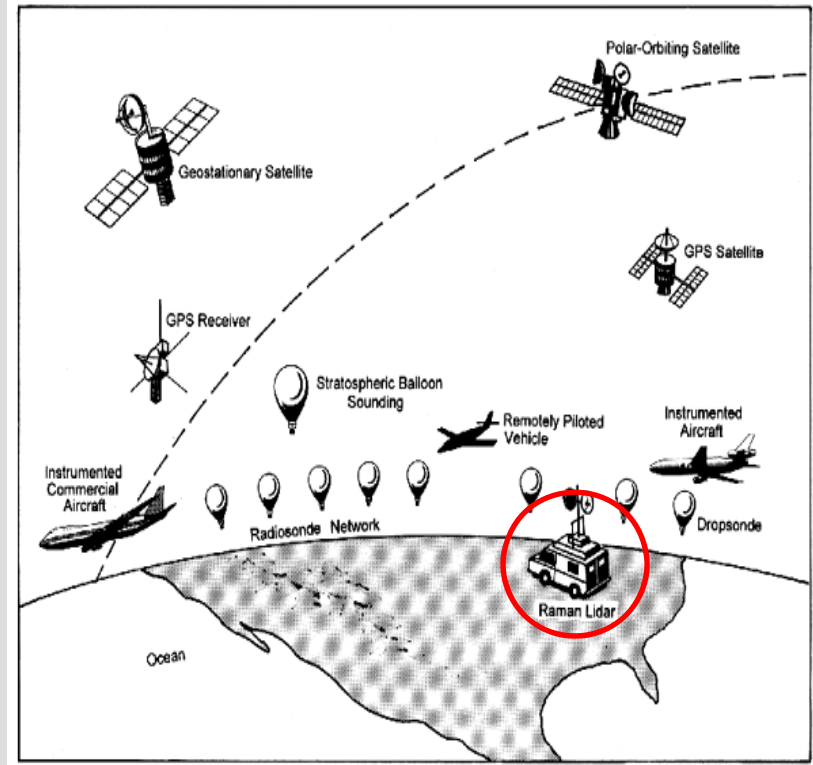 Polar-Orbiting Satellite
Geostationary Satellite
GPS Satellite
GPS Receiver
Stratospheric Balloon
Sounding
Remotely Piloted
Vehicle
Instrumented
Aircraft
Instrumented
Commercial
Aircraft
Radiosonde Network
Dropsonde
Raman Lidar
Ocean